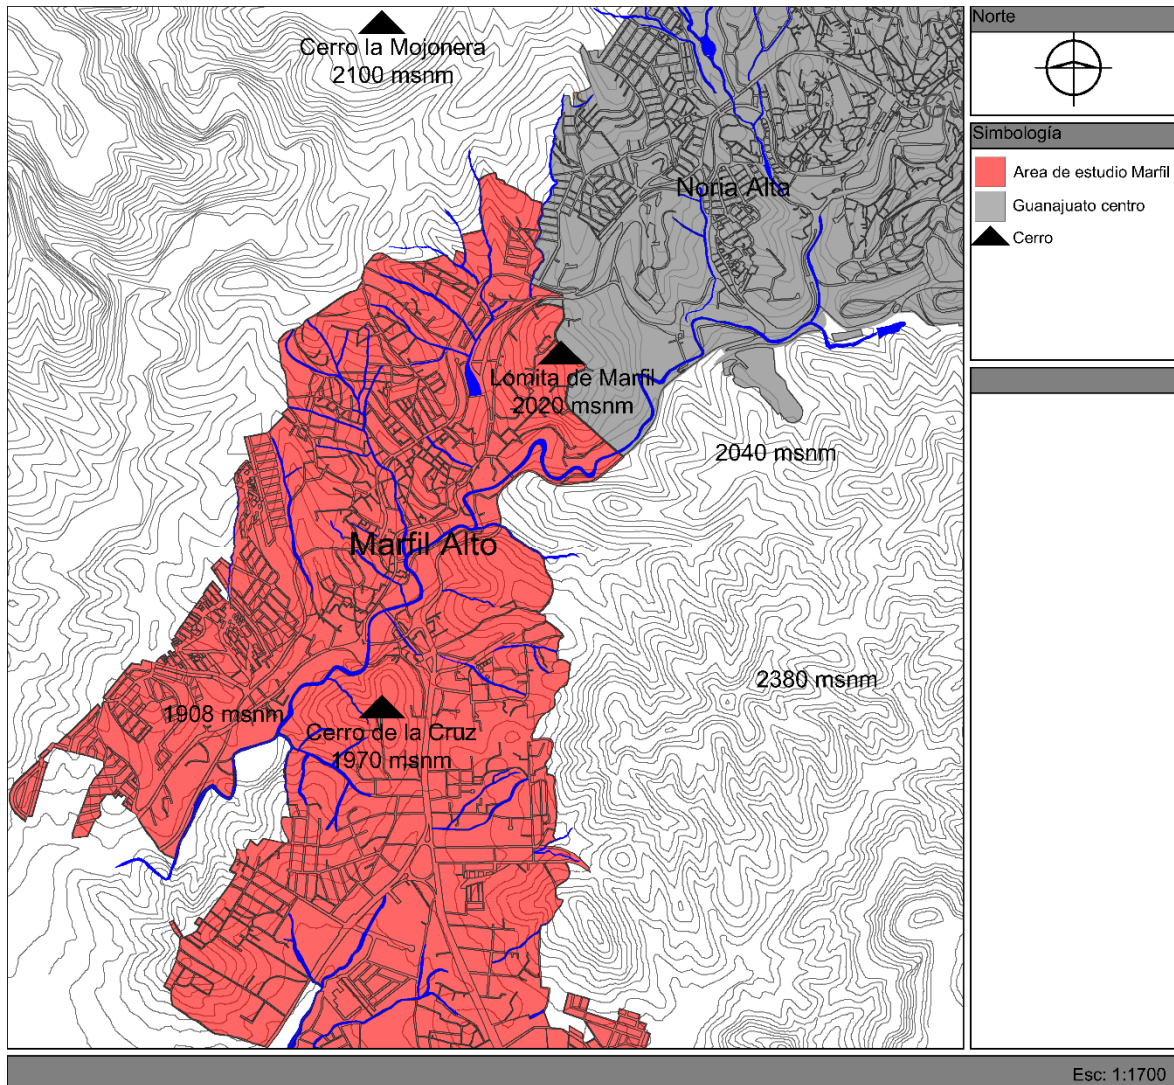 Cerro la Mojonera
2100 msnm
Noria Alta
Lomita de Marfil
2020 msnm
2040 msnm
Marfil Alto
2380 msnm
1908 msnm
Cerro de la Cruz
1970 msnm
Norte
Simbología
Area de estudio Marfil
Guanajuato centro
Cerro
Esc: 1:1700